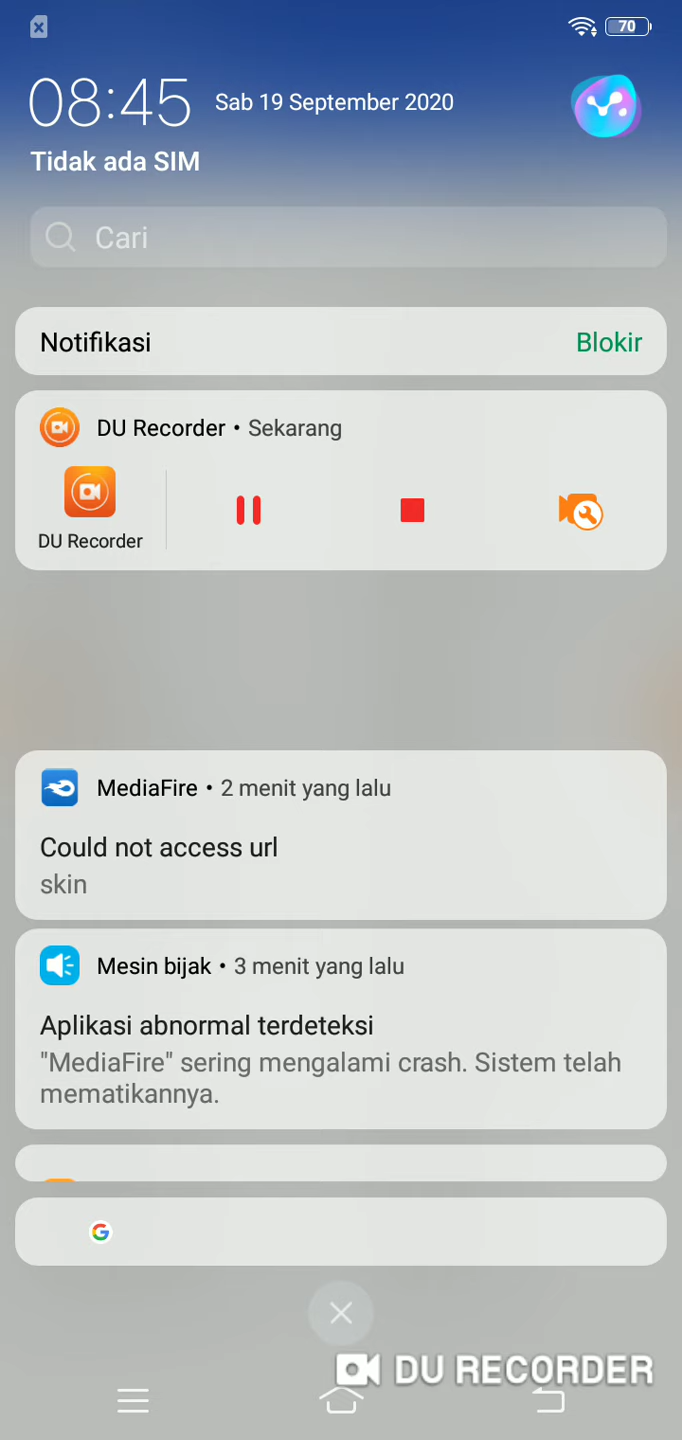 70
08:45 Sab 19 September 2020
Tidak ada SIM
Cari
Notifikasi Blokir
DU Recorder • Sekarang
DU Recorder
MediaFire • 2 menit yang lalu
Could not access url
skin
Mesin bijak • 3 menit yang lalu
Aplikasi abnormal terdeteksi
"MediaFire" sering mengalami crash. Sistem telah
mematikannya.
DU RECORDER